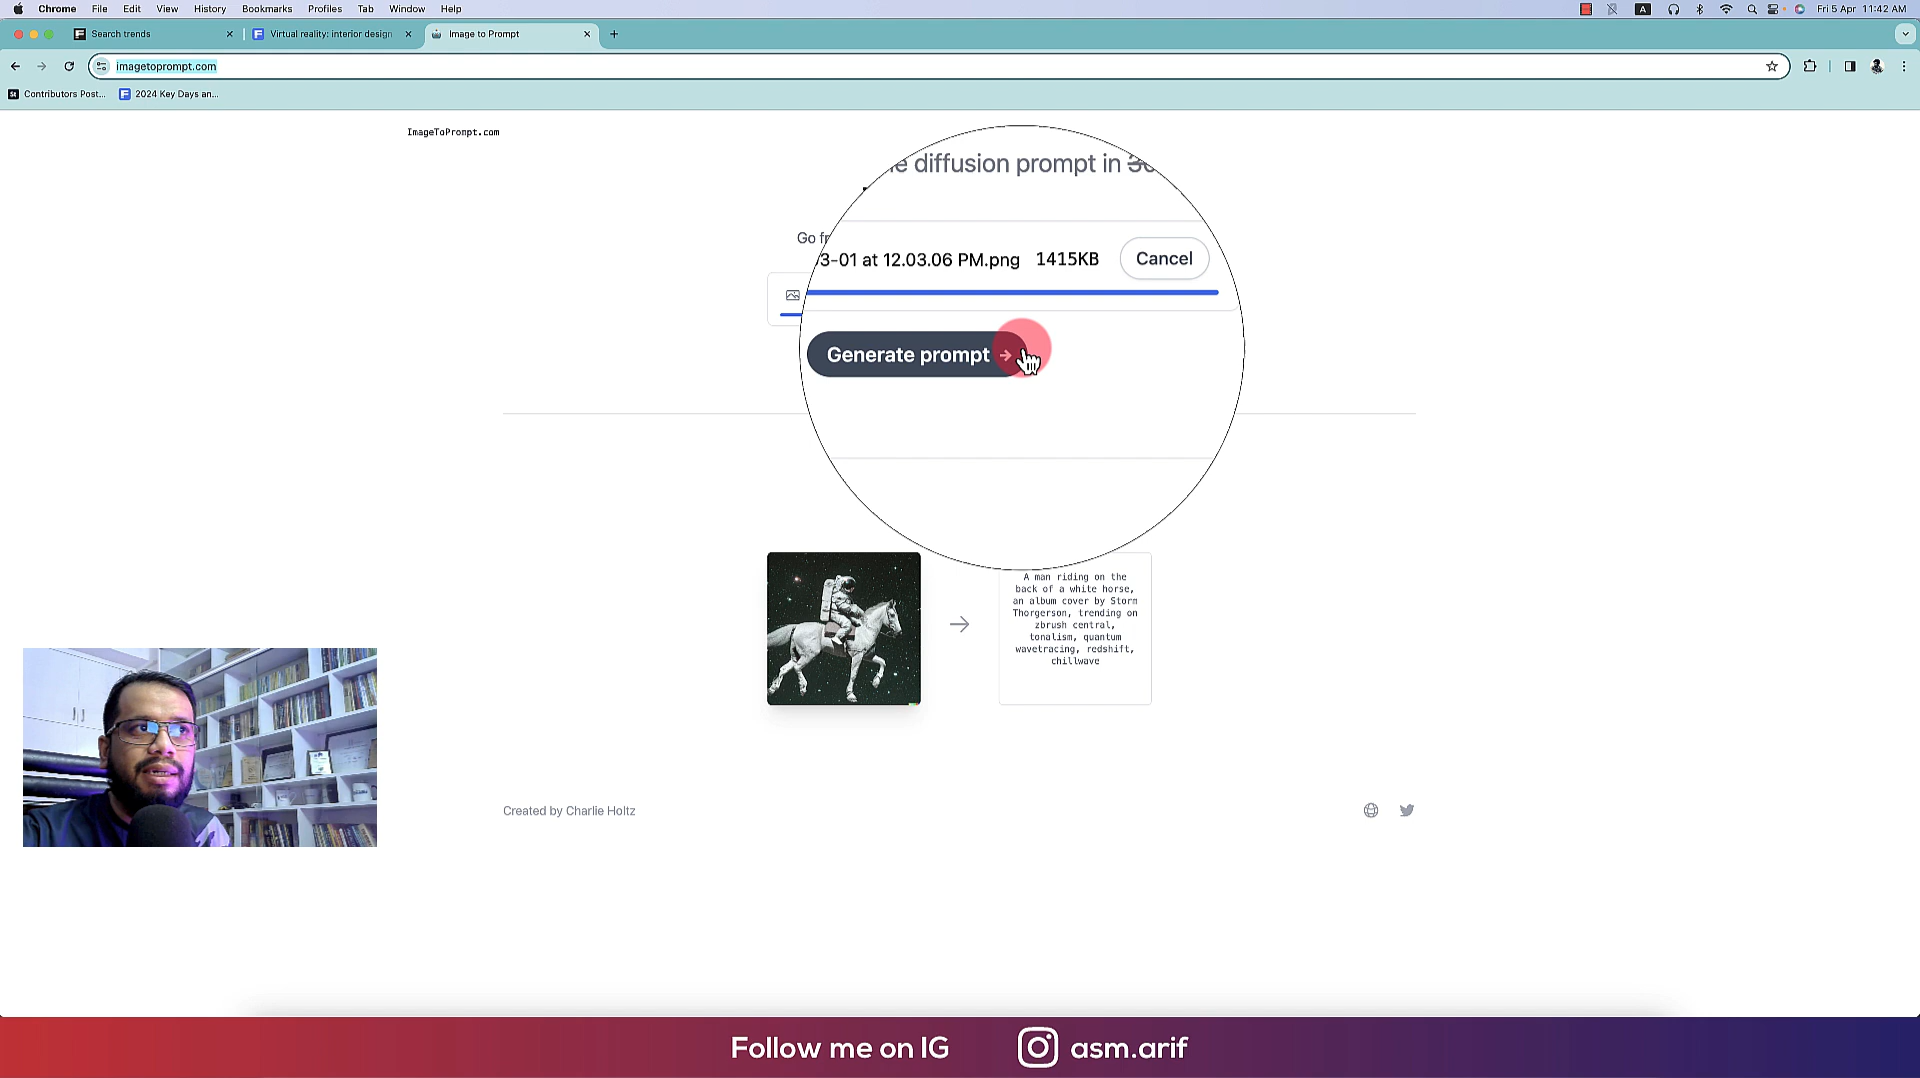 Chrome File Edit View History Bookmarks Profiles Tab Window Help A Fri 5 Apr 11:42 AM
Search trends Virtual reality: interior design Image to Prompt
imagetoprompt.com
Contributors Post... 2024 Key Days an...
ImageToPrompt.com
diffusion prompt in
Go
3-01 at 12.03.06 PM.png 1415KB Cancel
Generate prompt →
A man riding on the
back of a white horse,
an album cover by Storm
Thorgerson, trending on
zbrush central,
tonalism, quantum
wavetracing, redshift,
chillwave
Created by Charlie Holtz
Follow me on IG asm.arif